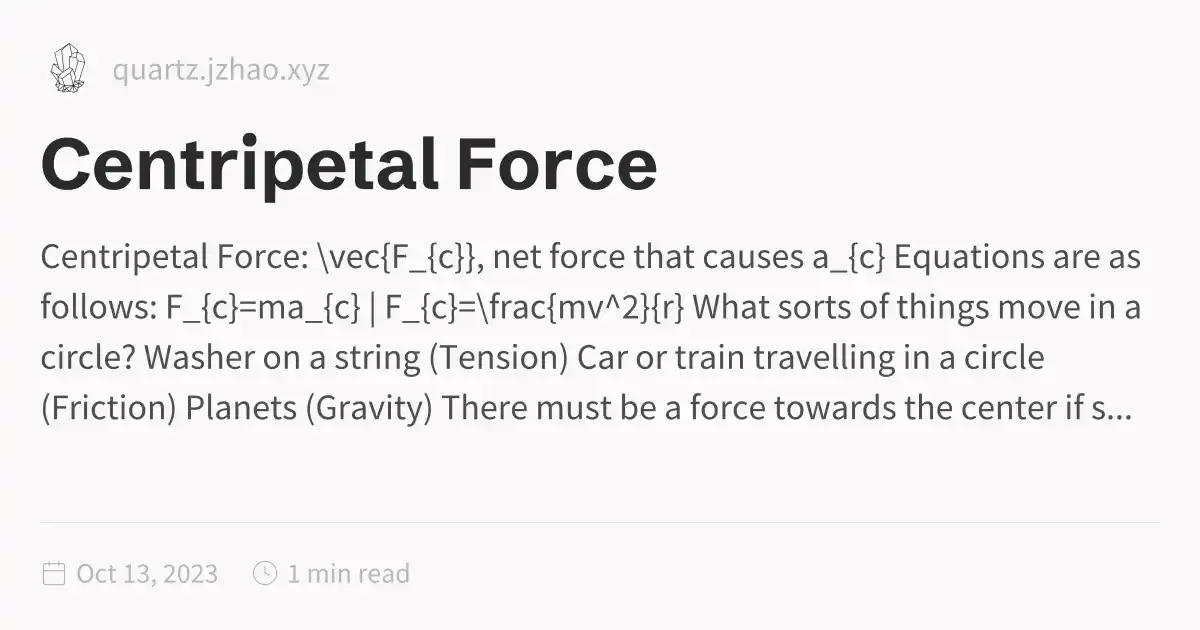 quartz.jzhao.xyz
Centripetal Force
Centripetal Force: \vec{F_{c}}, net force that causes a_{c} Equations are as
follows: F_{c}=ma_{c} | F_{c}=\frac{mv^2}{r} What sorts of things move in a
circle? Washer on a string (Tension) Car or train travelling in a circle
(Friction) Planets (Gravity) There must be a force towards the center if s...
Oct 13, 2023 1 min read